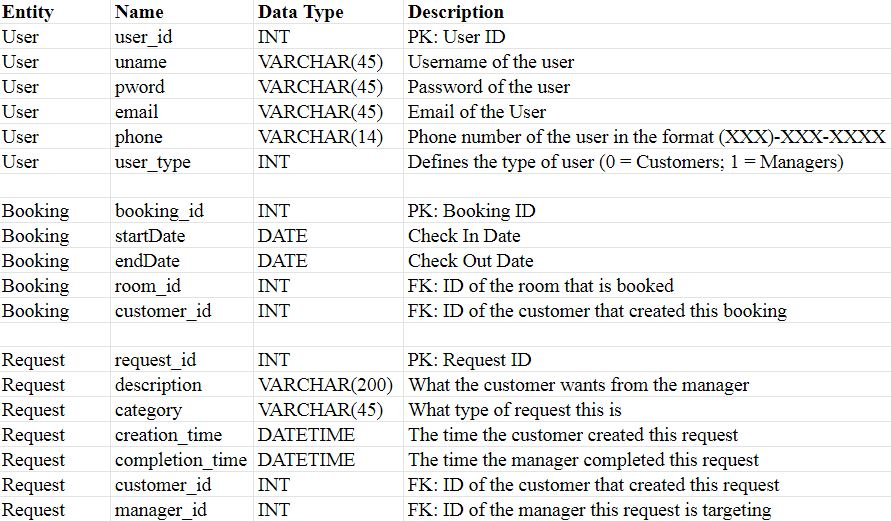 Entity Name Data Type Description
User user_id INT PK: User ID
User uname VARCHAR(45) Username of the user
User pword VARCHAR(45) Password of the user
User email VARCHAR(45) Email of the User
User phone VARCHAR(14) Phone number of the user in the format (XXX)-XXX-XXXX
User user_type INT Defines the type of user (0 = Customers; 1 = Managers)
Booking booking_id INT PK: Booking ID
Booking startDate DATE Check In Date
Booking endDate DATE Check Out Date
Booking room_id INT FK: ID of the room that is booked
Booking customer_id INT FK: ID of the customer that created this booking
Request request_id INT PK: Request ID
Request description VARCHAR(200) What the customer wants from the manager
Request category VARCHAR(45) What type of request this is
Request creation_time DATETIME The time the customer created this request
Request completion_time DATETIME The time the manager completed this request
Request customer_id INT FK: ID of the customer that created this request
Request manager_id INT FK: ID of the manager this request is targeting